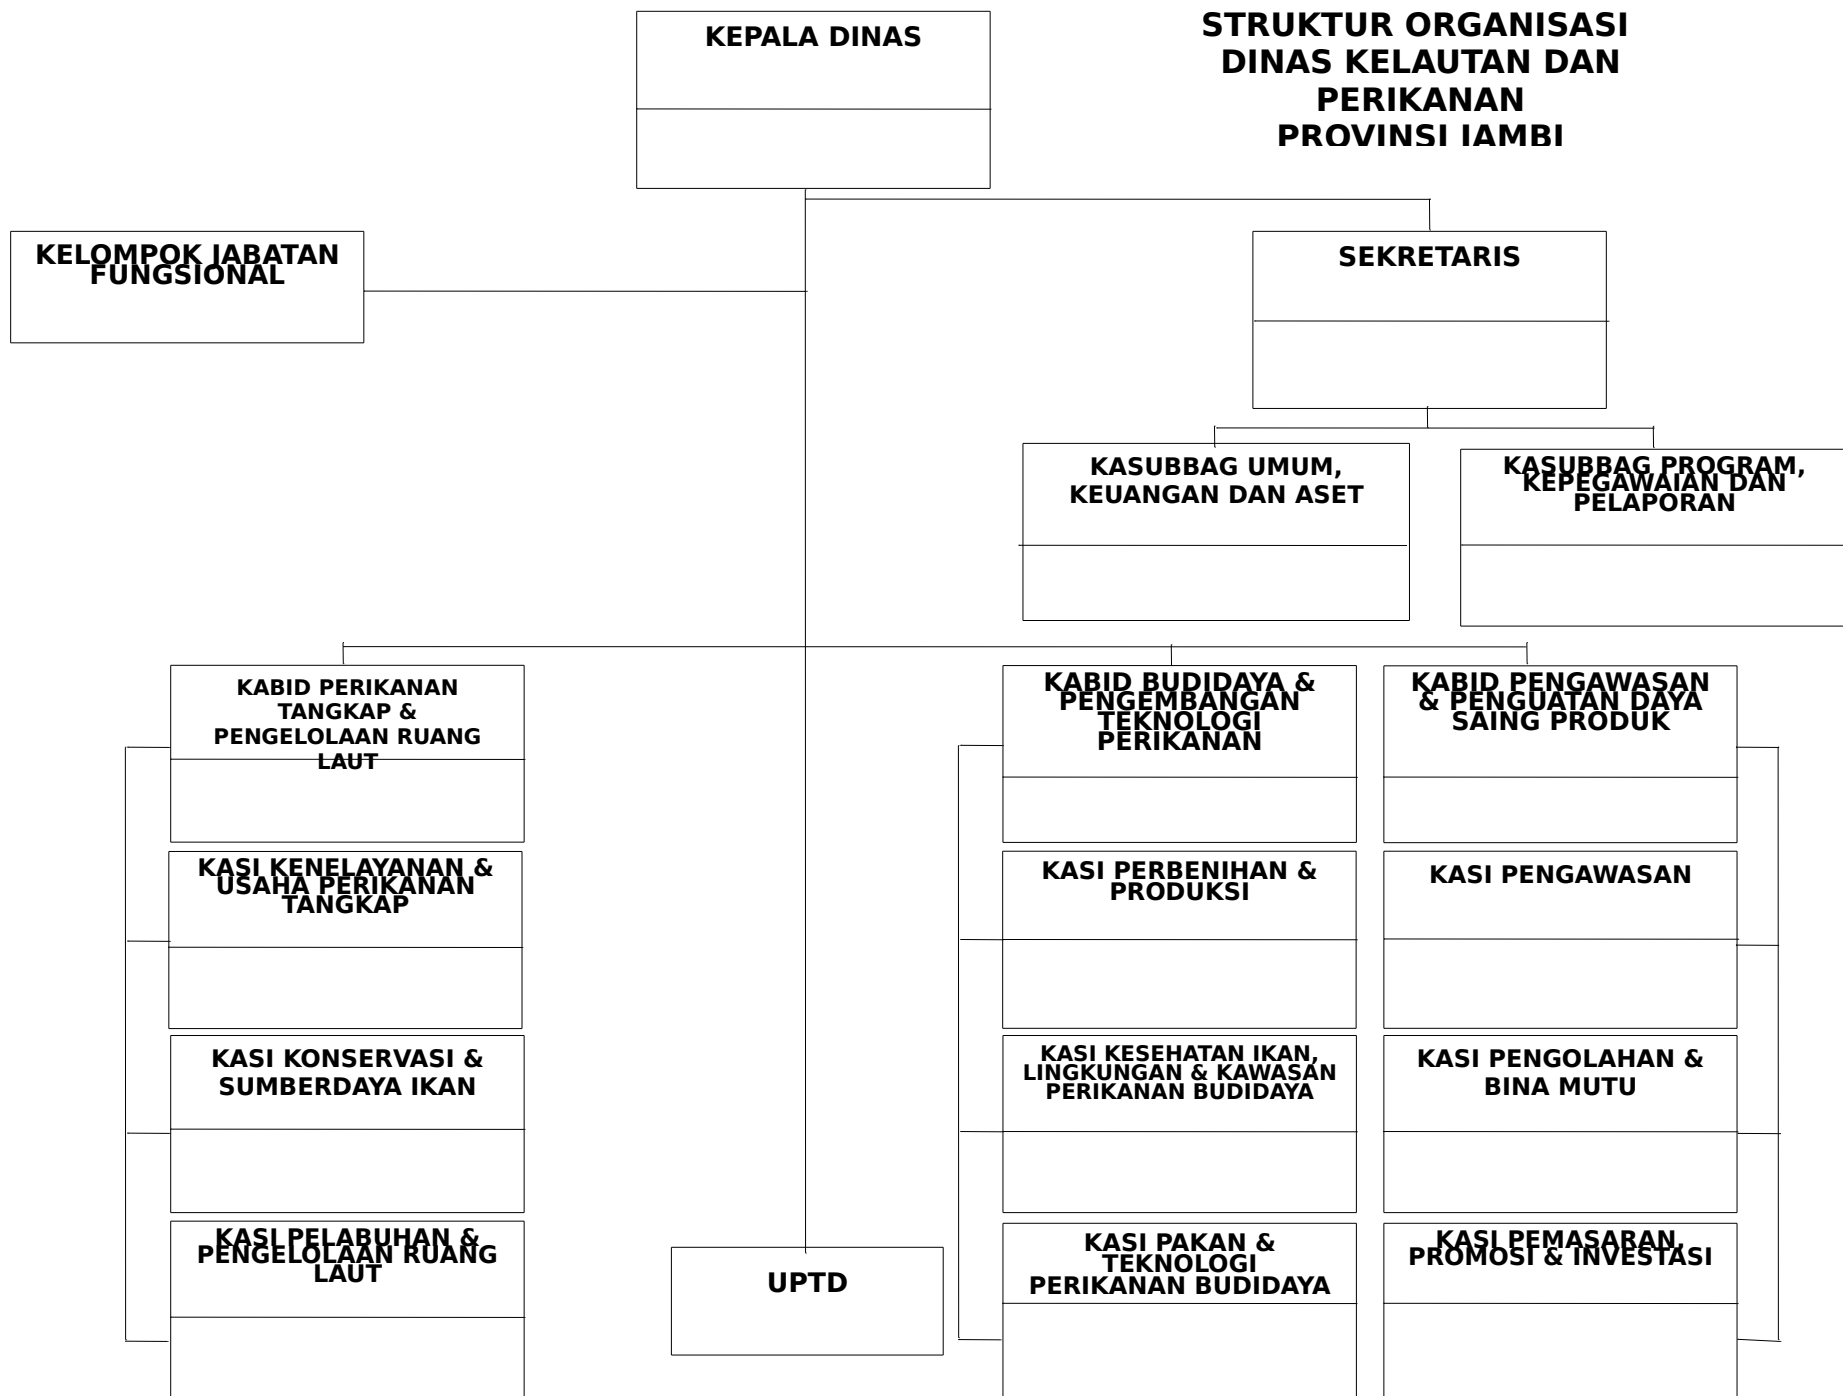 KEPALA DINAS
STRUKTUR ORGANISASI
DINAS KELAUTAN DAN
PERIKANAN
PROVINSI JAMBI
KELOMPOK JABATAN
FUNGSIONAL
SEKRETARIS
KASUBBAG UMUM,
KEUANGAN DAN ASET
KASUBBAG PROGRAM,
KEPEGAWAIAN DAN
PELAPORAN
KABID PERIKANAN
TANGKAP &
PENGELOLAAN RUANG
LAUT
KABID BUDIDAYA &
PENGEMBANGAN
TEKNOLOGI
PERIKANAN
KABID PENGAWASAN
& PENGUATAN DAYA
SAING PRODUK
KASI KENELAYANAN &
USAHA PERIKANAN
TANGKAP
KASI PERBENIHAN &
PRODUKSI
KASI PENGAWASAN
KASI KONSERVASI &
SUMBERDAYA IKAN
KASI KESEHATAN IKAN,
LINGKUNGAN & KAWASAN
PERIKANAN BUDIDAYA
KASI PENGOLAHAN &
BINA MUTU
KASI PELABUHAN &
PENGELOLAAN RUANG
LAUT
UPTD
KASI PAKAN &
TEKNOLOGI
PERIKANAN BUDIDAYA
KASI PEMASARAN,
PROMOSI & INVESTASI